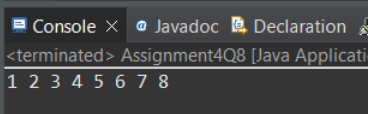 Console × @ Javadoc Declaration
<terminated> Assignment4Q8 [Java Applicati
1 2 3 4 5 6 7 8